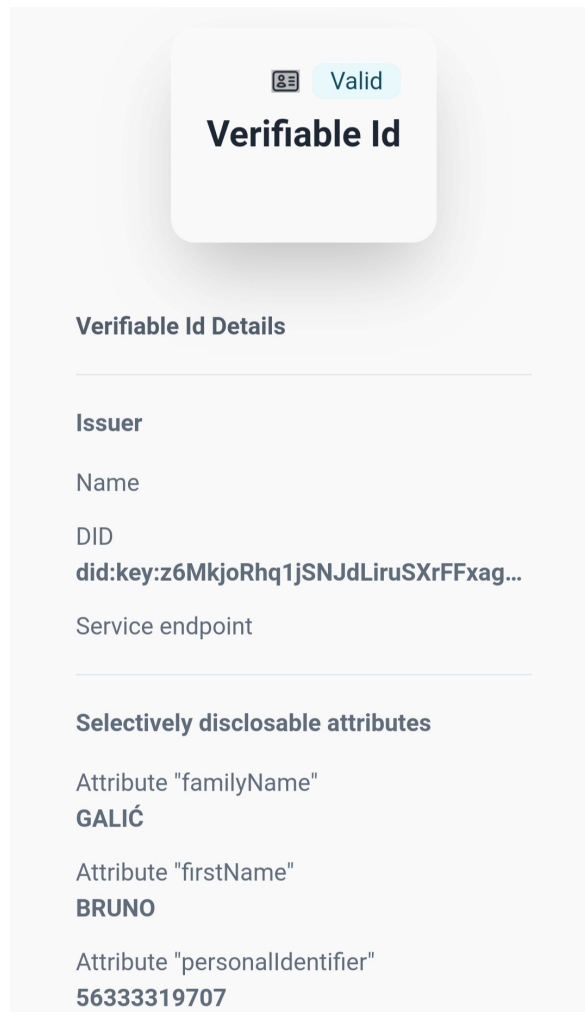 Valid
Verifiable Id
Verifiable Id Details
Issuer
Name
DID
did:key:z6MkjoRhq1jSNJdLiruSXrFFxag…
Service endpoint
Selectively disclosable attributes
Attribute "familyName"
GALIĆ
Attribute "firstName"
BRUNO
Attribute "personalIdentifier"
56333319707